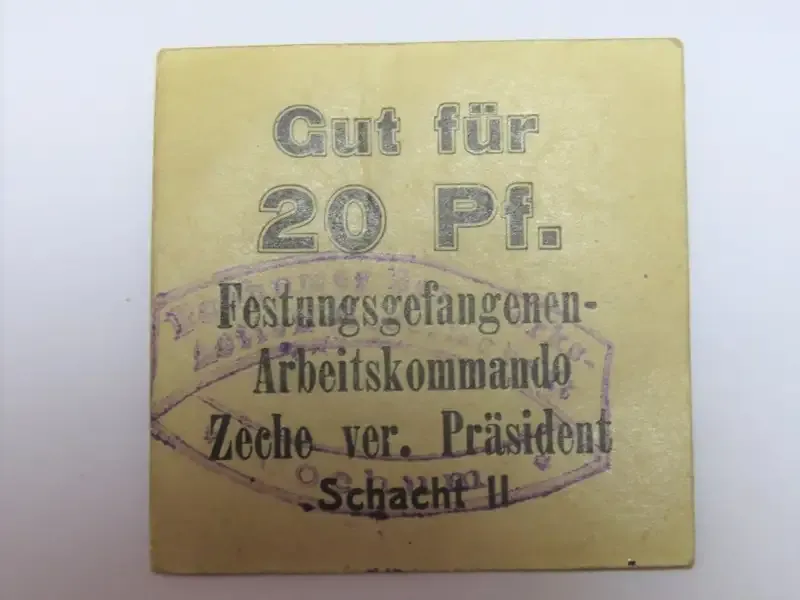 Gut für
20 Pf.
Festungsgefangenen-
Arbeitskommando
Zeche ver. Präsident
Schacht II